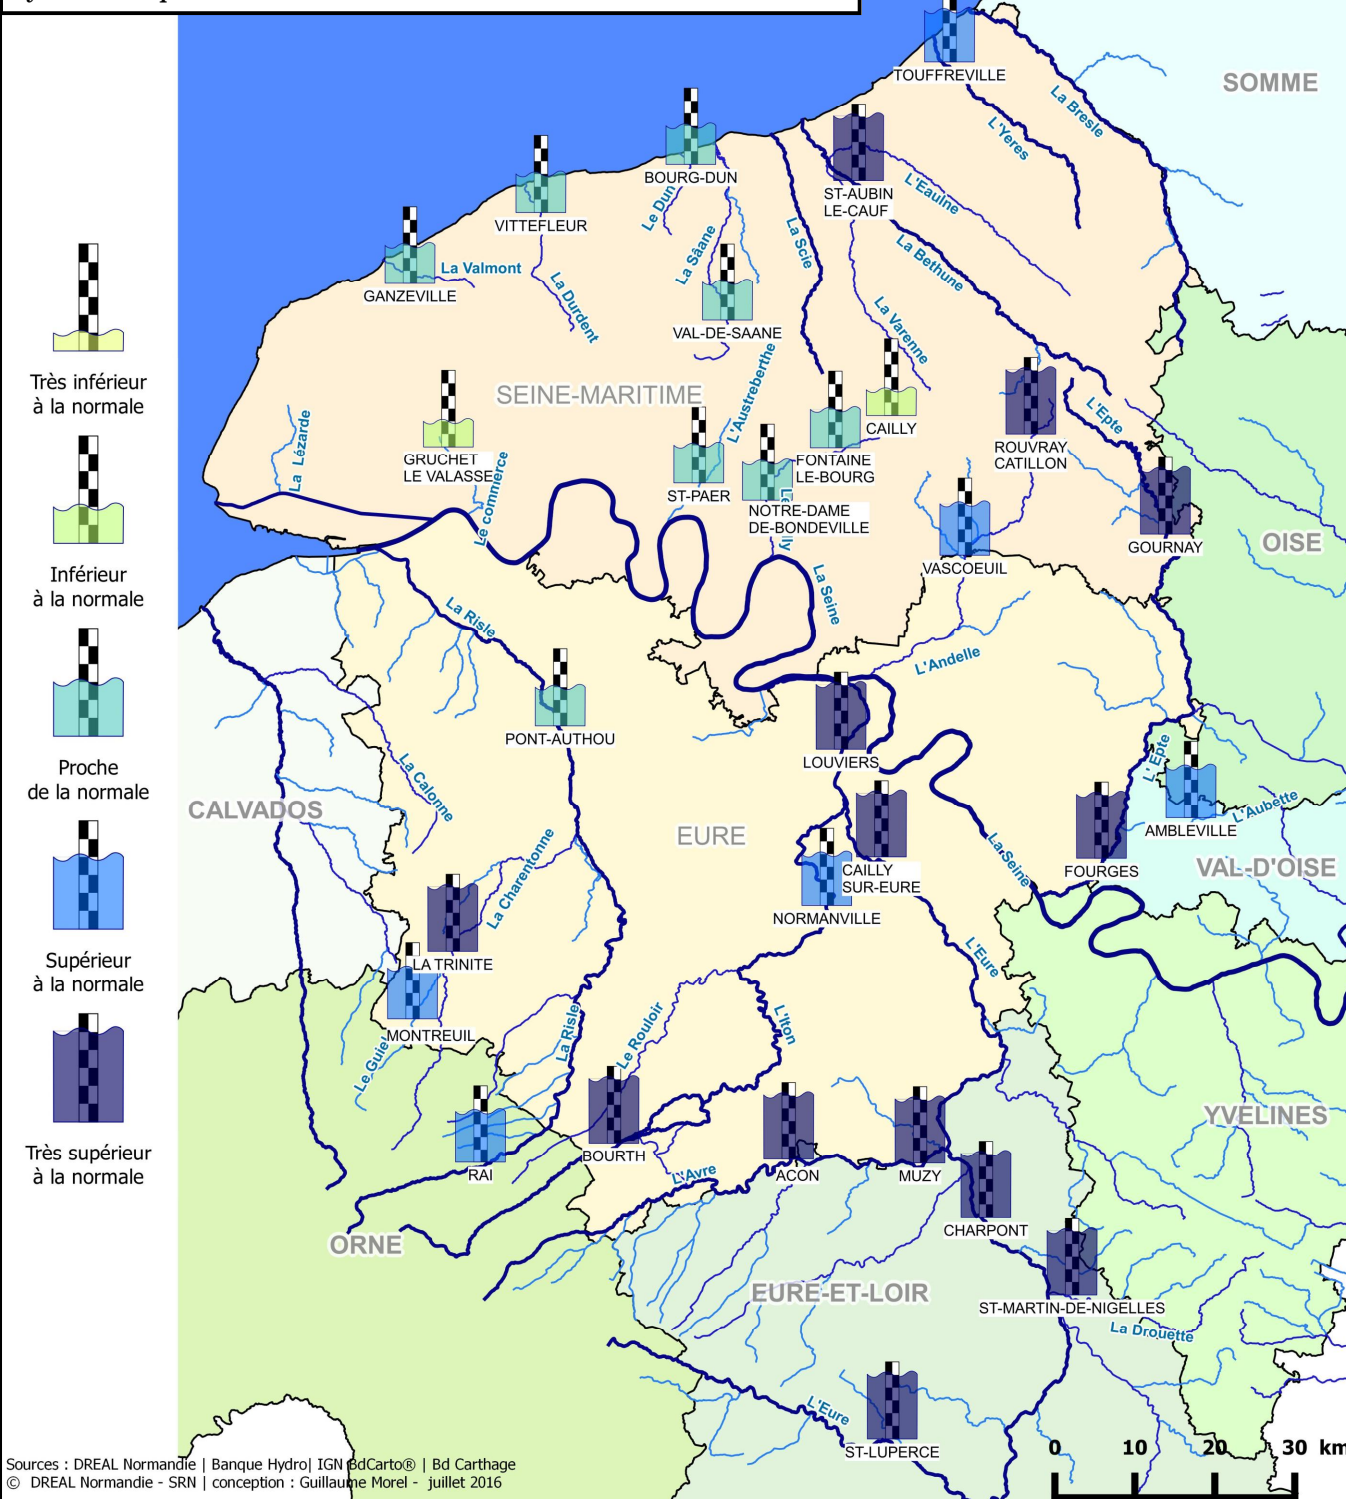 TOUFFREVILLE
SOMME
La Bresle
L'Yeres
BOURG-DUN
ST-AUBIN
LE-CAUF
L'Eaulne
VITTEFLEUR
Le Dun
La Sâane
La Scie
La Bethune
La Valmont
GANZEVILLE
La Durdent
VAL-DE-SAANE
La Varenne
Très inférieur
à la normale
SEINE-MARITIME
L'Austreberthe
CAILLY
L'Epte
La Lézarde
GRUCHET
LE VALASSE
Le commerce
ST-PAER
FONTAINE
LE-BOURG
ROUVRAY
CATILLON
NOTRE-DAME
DE-BONDEVILLE
GOURNAY
OISE
VASCOEUIL
Inférieur
à la normale
La Seine
La Risle
L'Andelle
PONT-AUTHOU
LOUVIERS
L'Epte
Proche
de la normale
La Calonne
CALVADOS
EURE
AMBLEVILLE
L'Aubette
La Charentonne
La Seine
FOURGES
VAL-D'OISE
CAILLY
SUR-EURE
NORMANVILLE
LA TRINITE
L'Eure
Supérieur
à la normale
MONTREUIL
Le Guiel
La Risle
Le Rouloir
L'Iton
YVELINES
Très supérieur
à la normale
RAI
BOURTH
L'Avre
ACON
MUZY
CHARPONT
ORNE
EURE-ET-LOIR
ST-MARTIN-DE-NIGELLES
La Drouette
L'Eure
ST-LUPERCE
0 10 20 30 km
Sources : DREAL Normandie | Banque Hydro| IGN BdCarto® | Bd Carthage
© DREAL Normandie - SRN | conception : Guillaume Morel - juillet 2016